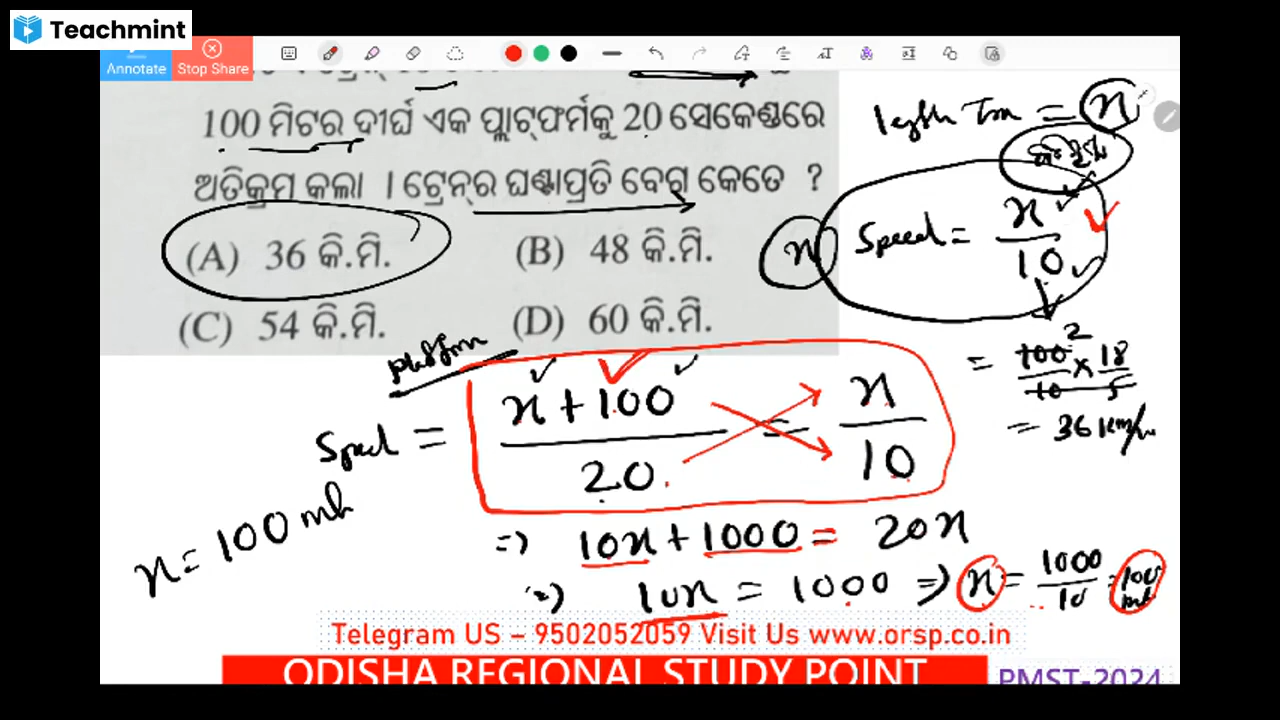 Teachmint
Annotate
Stop Share
100 ମିଟର ଦୀର୍ଘ ଏକ ପ୍ଲାଟ୍‌ଫର୍ମକୁ 20 ସେକେଣ୍ଡରେ
ଅତିକ୍ରମ କଲା । ଟ୍ରେନ୍‌ର ଘଣ୍ଟାପ୍ରତି ବେଗ କେତେ ?
(A) 36 କି.ମି. (B) 48 କି.ମି.
(C) 54 କି.ମି. (D) 60 କି.ମି.
length = x
x Speed = x/10
= 100/10 × 18/5 2
= 36 km/
platform
Speed = x + 100 / 20 = x / 10
x = 100
=> 10x + 1000 = 20x
=> 10x = 1000 => x = 1000/10 = 100
Telegram US – 9502052059 Visit Us www.orsp.co.in
ODISHA REGIONAL STUDY POINT
PMST-2024